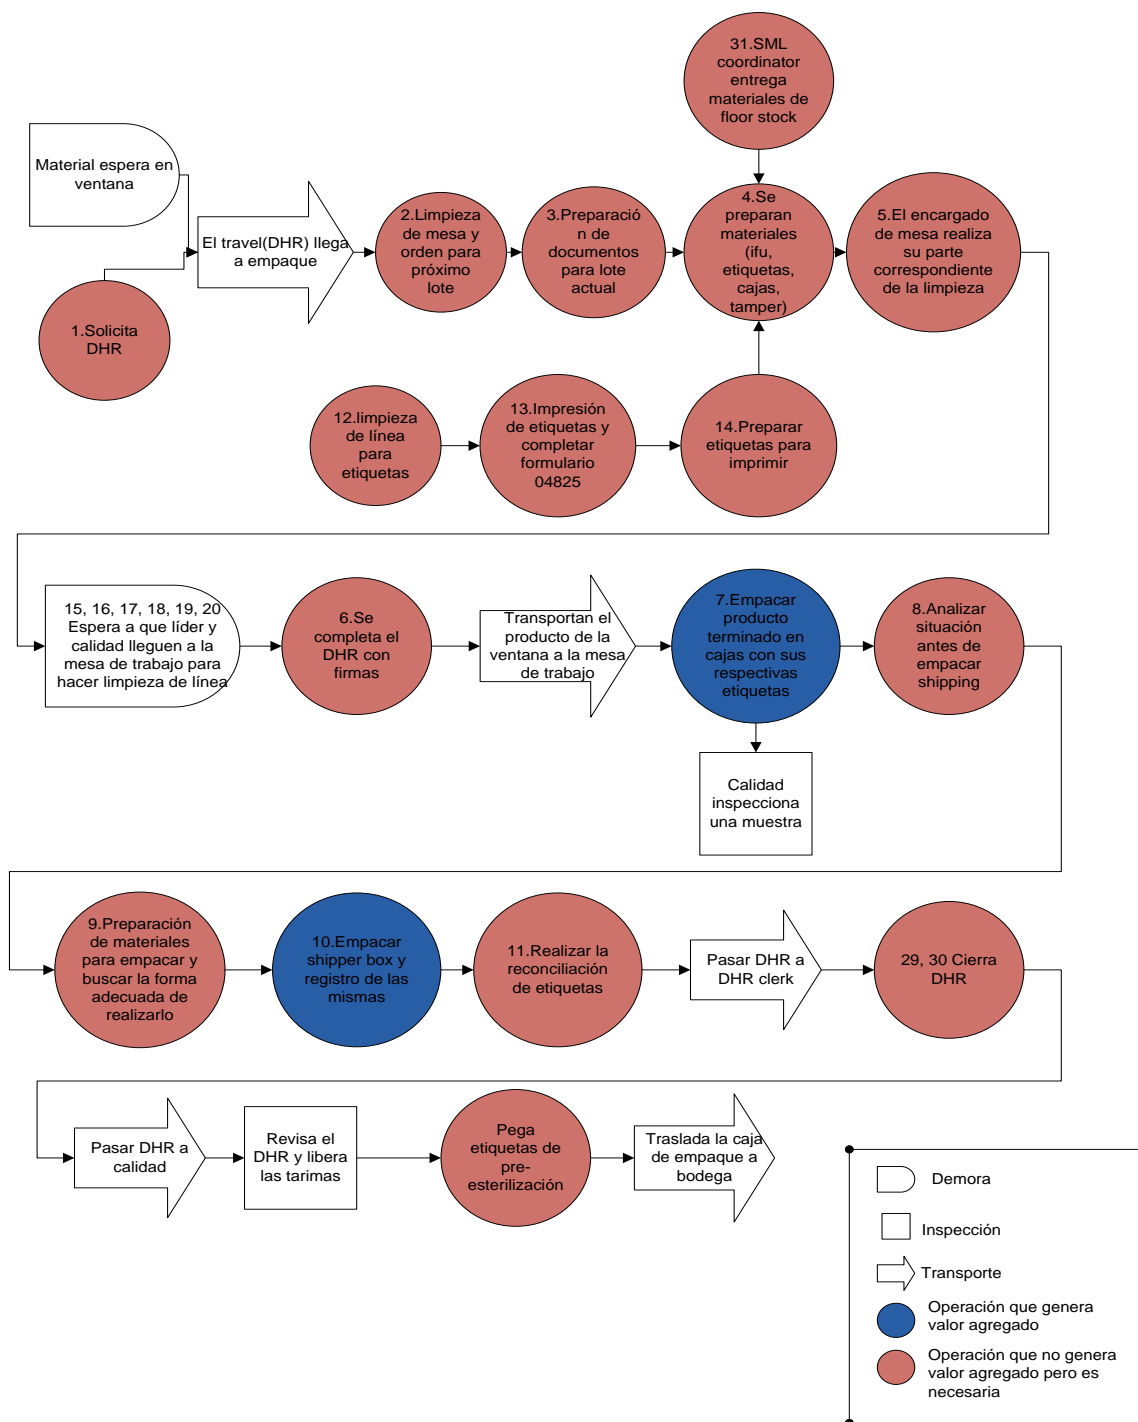 31.SML
coordinator
entrega
materiales de
floor stock
Material espera en
ventana
El travel(DHR) llega
a empaque
1.Solicita
DHR
2.Limpieza
de mesa y
orden para
próximo
lote
3.Preparació
n de
documentos
para lote
actual
4.Se
preparan
materiales
(ifu,
etiquetas,
cajas,
tamper)
5.El encargado
de mesa realiza
su parte
correspondiente
de la limpieza
12.limpieza
de línea
para
etiquetas
13.Impresión
de etiquetas y
completar
formulario
04825
14.Preparar
etiquetas para
imprimir
15, 16, 17, 18, 19, 20
Espera a que líder y
calidad lleguen a la
mesa de trabajo para
hacer limpieza de línea
6.Se
completa el
DHR con
firmas
Transportan el
producto de la
ventana a la mesa
de trabajo
7.Empacar
producto
terminado en
cajas con sus
respectivas
etiquetas
8.Analizar
situación
antes de
empacar
shipping
Calidad
inspecciona
una muestra
9.Preparación
de materiales
para empacar y
buscar la forma
adecuada de
realizarlo
10.Empacar
shipper box y
registro de las
mismas
11.Realizar la
reconciliación
de etiquetas
Pasar DHR a
DHR clerk
29, 30 Cierra
DHR
Pasar DHR a
calidad
Revisa el
DHR y libera
las tarimas
Pega
etiquetas de
pre-
esterilización
Traslada la caja
de empaque a
bodega
Demora
Inspección
Transporte
Operación que genera
valor agregado
Operación que no genera
valor agregado pero es
necesaria